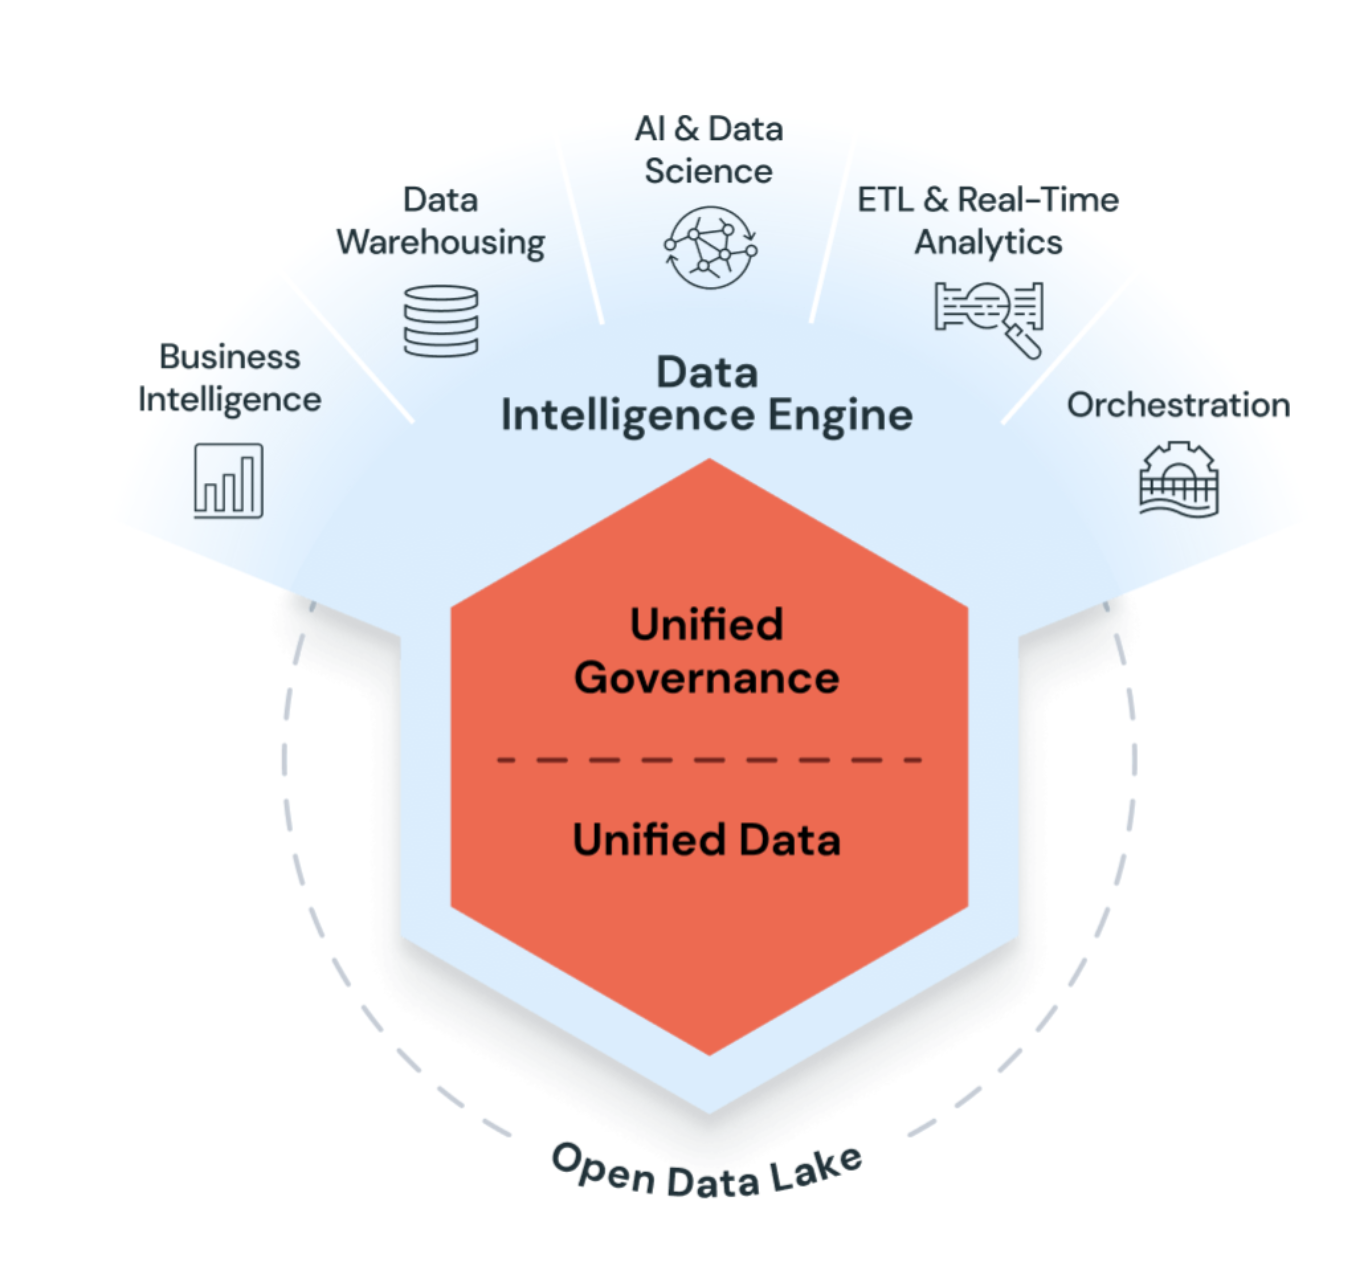 AI & Data
Science
Data
Warehousing
ETL & Real-Time
Analytics
Business
Intelligence
Orchestration
Data
Intelligence Engine
Unified
Governance
Unified Data
Open Data Lake